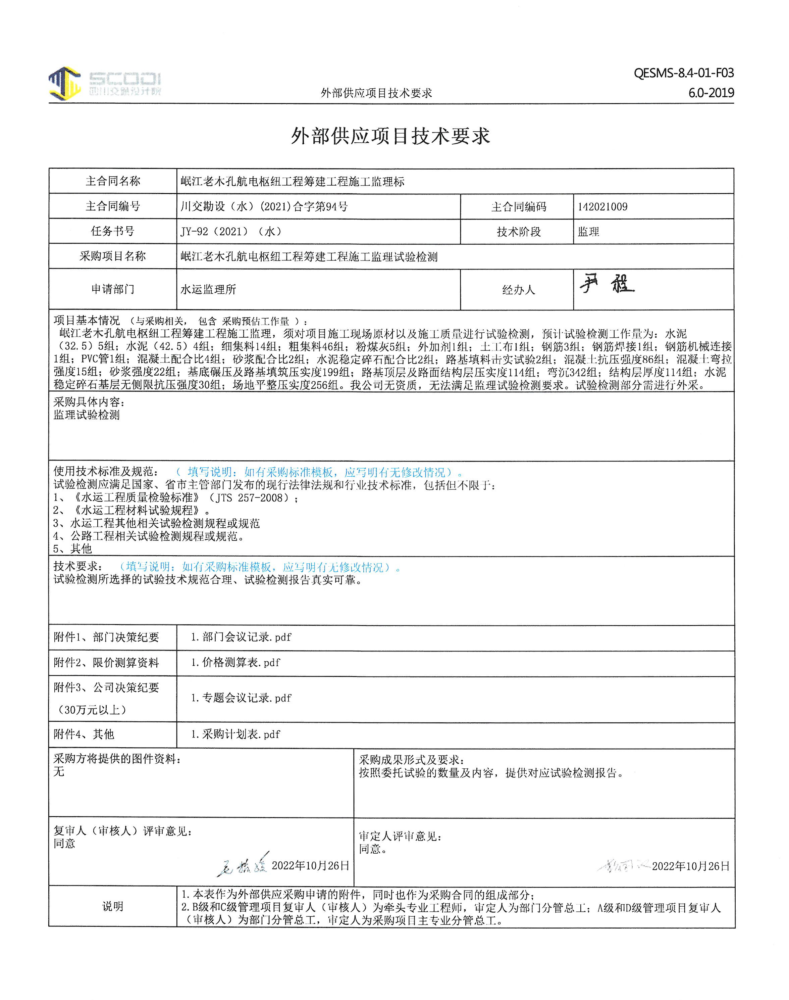 SCODI
四川交通设计院
QESMS-8.4-01-F03
外部供应项目技术要求
6.0-2019
外部供应项目技术要求
主合同名称 岷江老木孔航电枢纽工程筹建工程施工监理标
主合同编号 川交勘设（水）(2021)合字第94号 主合同编码 142021009
任务书号 JY-92（2021）（水） 技术阶段 监理
采购项目名称 岷江老木孔航电枢纽工程筹建工程施工监理试验检测
申请部门 水运监理所 经办人 尹程
项目基本情况 （与采购相关， 包含 采购预估工作量 ）：
岷江老木孔航电枢纽工程筹建工程施工监理，须对项目施工现场原材以及施工质量进行试验检测，预计试验检测工作量为：水泥
（32.5）5组；水泥（42.5）4组；细集料14组；粗集料46组；粉煤灰5组；外加剂1组；土工布1组；钢筋3组；钢筋焊接1组；钢筋机械连接
1组；PVC管1组；混凝土配合比4组；砂浆配合比2组；水泥稳定碎石配合比2组；路基填料击实试验2组；混凝土抗压强度86组；混凝土弯拉
强度15组；砂浆强度22组；基底碾压及路基填筑压实度199组；路基顶层及路面结构层压实度114组；弯沉342组；结构层厚度114组；水泥
稳定碎石基层无侧限抗压强度30组；场地平整压实度256组。我公司无资质，无法满足监理试验检测要求。试验检测部分需进行外采。
采购具体内容：
监理试验检测
使用技术标准及规范： （ 填写说明：如有采购标准模板，应写明有无修改情况）。
试验检测应满足国家、省市主管部门发布的现行法律法规和行业技术标准，包括但不限于：
1、《水运工程质量检验标准》（JTS 257-2008）；
2、《水运工程材料试验规程》。
3、水运工程其他相关试验检测规程或规范
4、公路工程相关试验检测规程或规范。
5、其他
技术要求： （填写说明：如有采购标准模板，应写明有无修改情况）。
试验检测所选择的试验技术规范合理、试验检测报告真实可靠。
附件1、部门决策纪要 1.部门会议记录.pdf
附件2、限价测算资料 1.价格测算表.pdf
附件3、公司决策纪要
（30万元以上） 1.专题会议记录.pdf
附件4、其他 1.采购计划表.pdf
采购方将提供的图件资料：
无
采购成果形式及要求：
按照委托试验的数量及内容，提供对应试验检测报告。
复审人（审核人）评审意见：
同意
2022年10月26日
审定人评审意见：
同意。
2022年10月26日
说明
1.本表作为外部供应采购申请的附件，同时也作为采购合同的组成部分；
2.B级和C级管理项目复审人（审核人）为牵头专业工程师，审定人为部门分管总工；A级和D级管理项目复审人
（审核人）为部门分管总工，审定人为采购项目主专业分管总工。